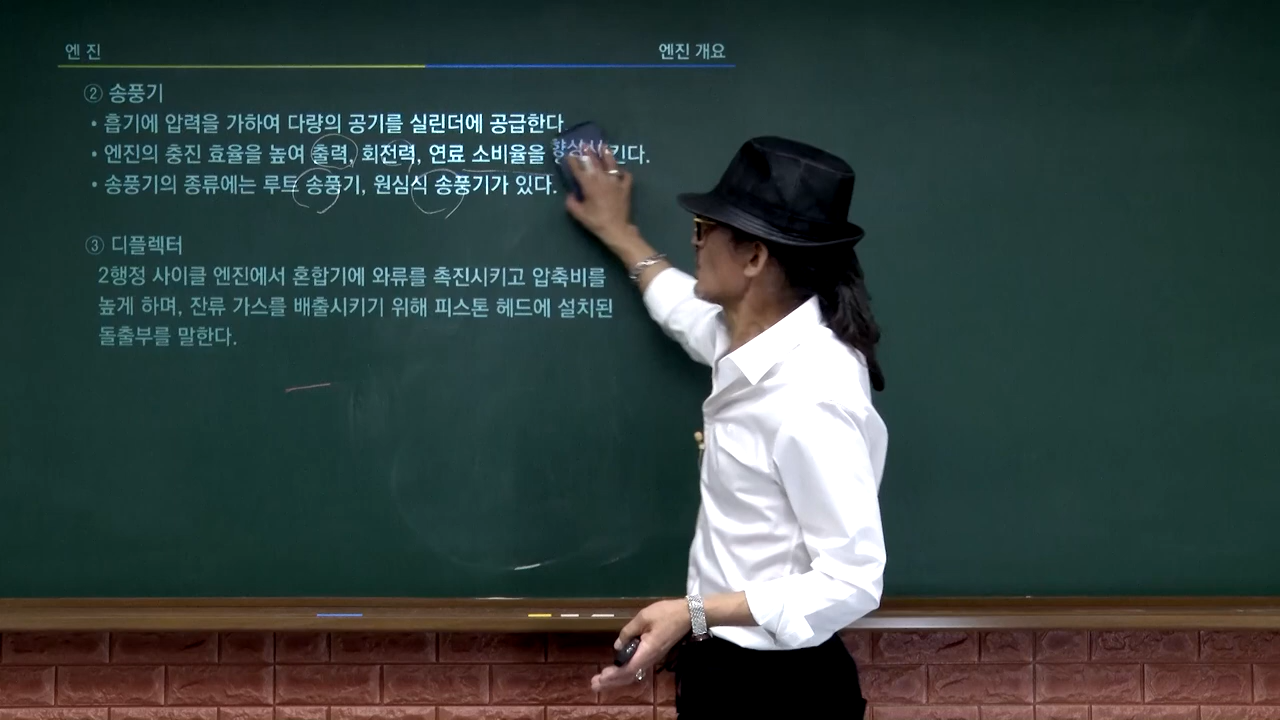 엔 진
엔진 개요
② 송풍기
• 흡기에 압력을 가하여 다량의 공기를 실린더에 공급한다
• 엔진의 충진 효율을 높여 출력, 회전력, 연료 소비율을 향상시킨다.
• 송풍기의 종류에는 루트 송풍기, 원심식 송풍기가 있다.
③ 디플렉터
2행정 사이클 엔진에서 혼합기에 와류를 촉진시키고 압축비를
높게 하며, 잔류 가스를 배출시키기 위해 피스톤 헤드에 설치된
돌출부를 말한다.